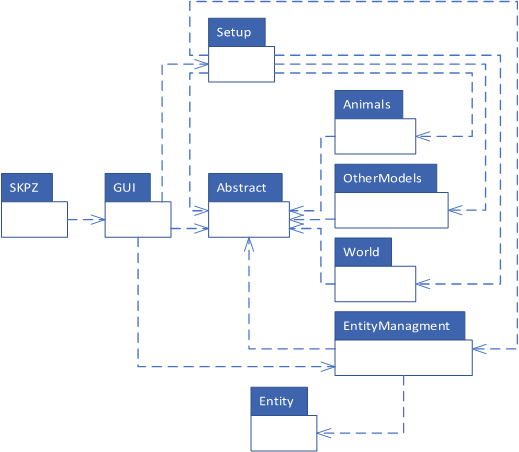 Setup
Animals
SKPZ
GUI
Abstract
OtherModels
World
EntityManagment
Entity